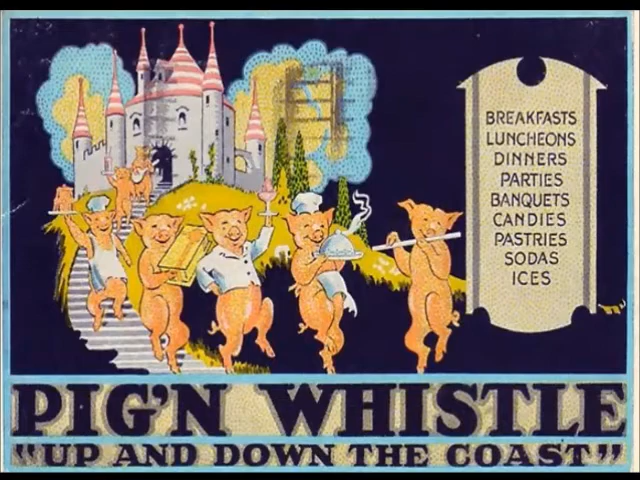 BREAKFASTS
LUNCHEONS
DINNERS
PARTIES
BANQUETS
CANDIES
PASTRIES
SODAS
ICES
PIG'N WHISTLE
"UP AND DOWN THE COAST"